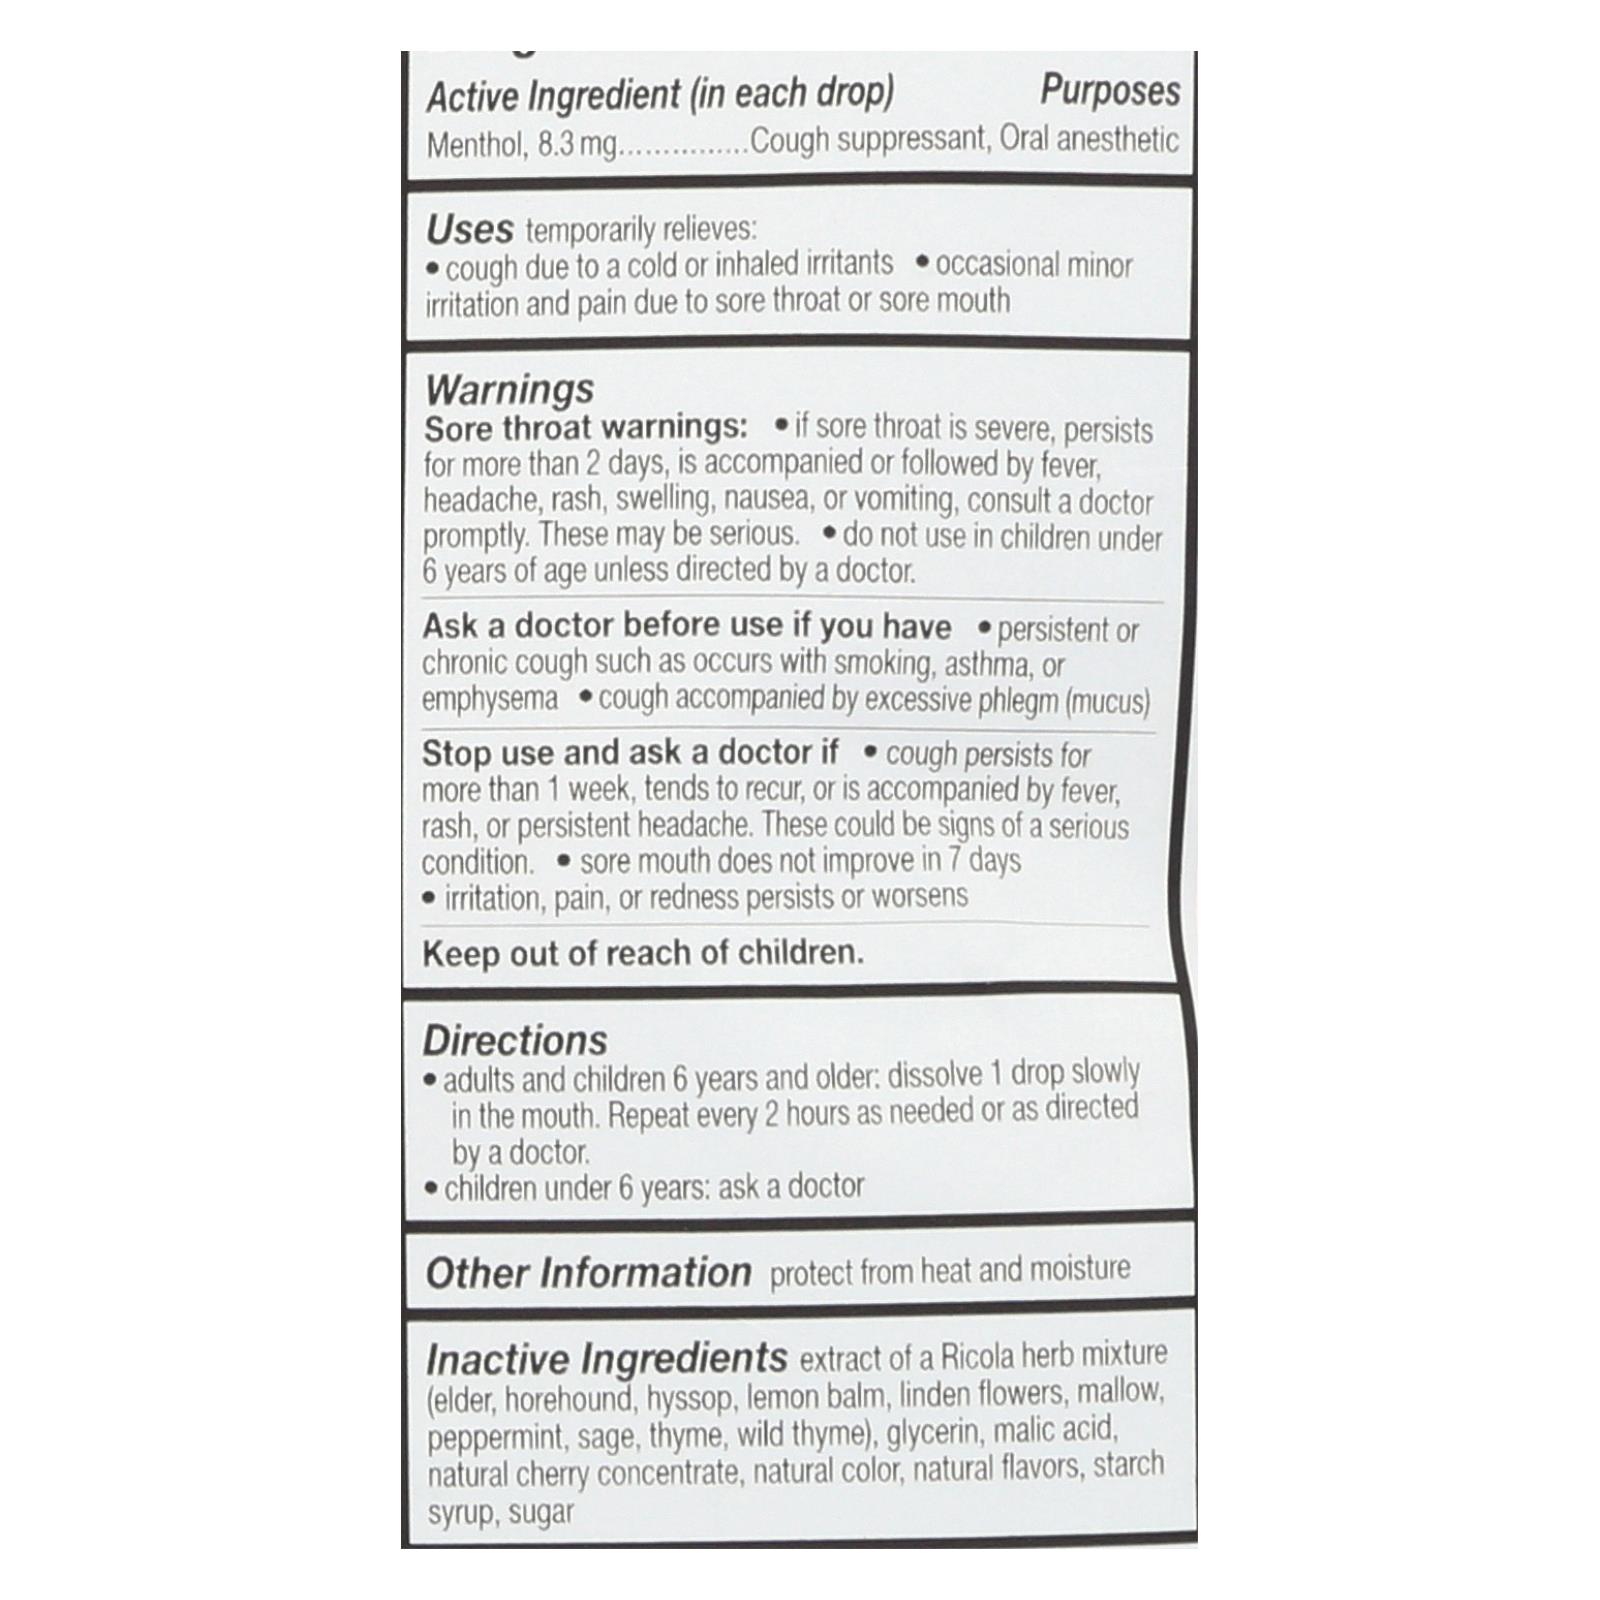 Active Ingredient (in each drop) Purposes
Menthol, 8.3 mg...............Cough suppressant, Oral anesthetic
Uses temporarily relieves:
• cough due to a cold or inhaled irritants • occasional minor
irritation and pain due to sore throat or sore mouth
Warnings
Sore throat warnings: • if sore throat is severe, persists
for more than 2 days, is accompanied or followed by fever,
headache, rash, swelling, nausea, or vomiting, consult a doctor
promptly. These may be serious. • do not use in children under
6 years of age unless directed by a doctor.
Ask a doctor before use if you have • persistent or
chronic cough such as occurs with smoking, asthma, or
emphysema • cough accompanied by excessive phlegm (mucus)
Stop use and ask a doctor if • cough persists for
more than 1 week, tends to recur, or is accompanied by fever,
rash, or persistent headache. These could be signs of a serious
condition. • sore mouth does not improve in 7 days
• irritation, pain, or redness persists or worsens
Keep out of reach of children.
Directions
• adults and children 6 years and older: dissolve 1 drop slowly
in the mouth. Repeat every 2 hours as needed or as directed
by a doctor.
• children under 6 years: ask a doctor
Other Information protect from heat and moisture
Inactive Ingredients extract of a Ricola herb mixture
(elder, horehound, hyssop, lemon balm, linden flowers, mallow,
peppermint, sage, thyme, wild thyme), glycerin, malic acid,
natural cherry concentrate, natural color, natural flavors, starch
syrup, sugar